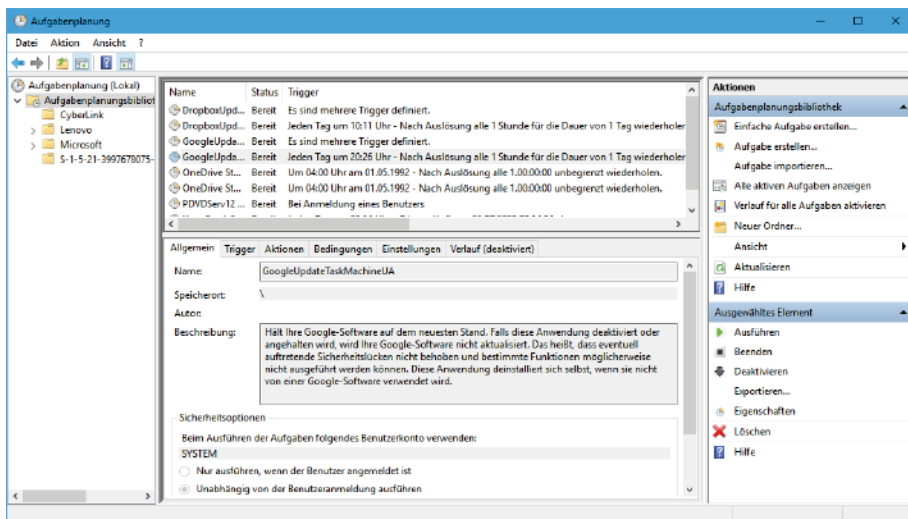 Aufgabenplanung
Datei Aktion Ansicht ?
Aufgabenplanung (Lokal)
Aufgabenplanungsbibliot
CyberLink
Lenovo
Microsoft
S-1-5-21-3997678075-
Name Status Trigger
DropboxUpd... Bereit Es sind mehrere Trigger definiert.
DropboxUpd... Bereit Jeden Tag um 10:11 Uhr - Nach Auslösung alle 1 Stunde für die Dauer von 1 Tag wiederholer
GoogleUpda... Bereit Es sind mehrere Trigger definiert.
GoogleUpda... Bereit Jeden Tag um 20:26 Uhr - Nach Auslösung alle 1 Stunde für die Dauer von 1 Tag wiederholer
OneDrive St... Bereit Um 04:00 Uhr am 01.05.1992 - Nach Auslösung alle 1.00:00:00 unbegrenzt wiederholen.
OneDrive St... Bereit Um 04:00 Uhr am 01.05.1992 - Nach Auslösung alle 1.00:00:00 unbegrenzt wiederholen.
PDVDServ12 ... Bereit Bei Anmeldung eines Benutzers
Allgemein Trigger Aktionen Bedingungen Einstellungen Verlauf (deaktiviert)
Name: GoogleUpdateTaskMachineUA
Speicherort: \
Autor:
Beschreibung: Hält Ihre Google-Software auf dem neuesten Stand. Falls diese Anwendung deaktiviert oder
angehalten wird, wird Ihre Google-Software nicht aktualisiert. Das heißt, dass eventuell
auftretende Sicherheitslücken nicht behoben und bestimmte Funktionen möglicherweise
nicht ausgeführt werden können. Diese Anwendung deinstalliert sich selbst, wenn sie nicht
von einer Google-Software verwendet wird.
Sicherheitsoptionen
Beim Ausführen der Aufgaben folgendes Benutzerkonto verwenden:
SYSTEM
Nur ausführen, wenn der Benutzer angemeldet ist
Unabhängig von der Benutzeranmeldung ausführen
Aktionen
Aufgabenplanungsbibliothek
Einfache Aufgabe erstellen...
Aufgabe erstellen...
Aufgabe importieren...
Alle aktiven Aufgaben anzeigen
Verlauf für alle Aufgaben aktivieren
Neuer Ordner...
Ansicht
Aktualisieren
Hilfe
Ausgewähltes Element
Ausführen
Beenden
Deaktivieren
Exportieren...
Eigenschaften
Löschen
Hilfe